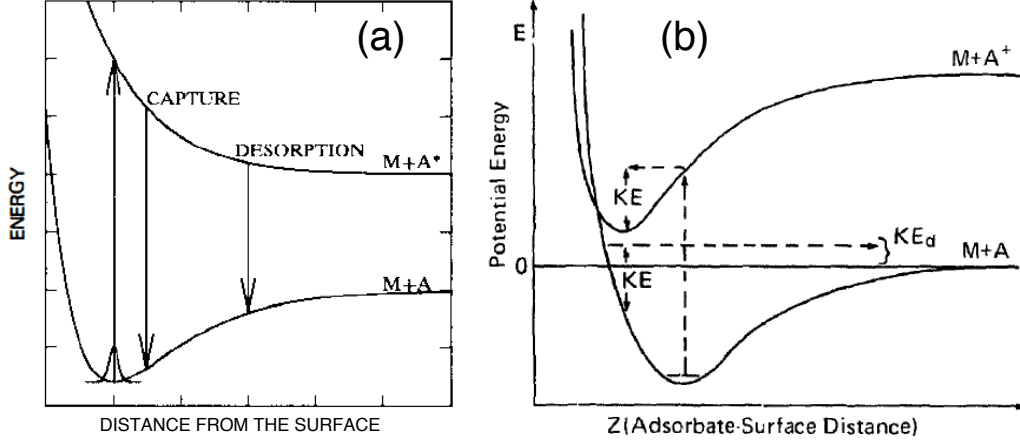 (a)
CAPTURE
DESORPTION
M+A*
M+A
ENERGY
DISTANCE FROM THE SURFACE
(b)
E
M+A+
KE
KEd
M+A
0
KE
Potential Energy
Z(Adsorbate-Surface Distance)